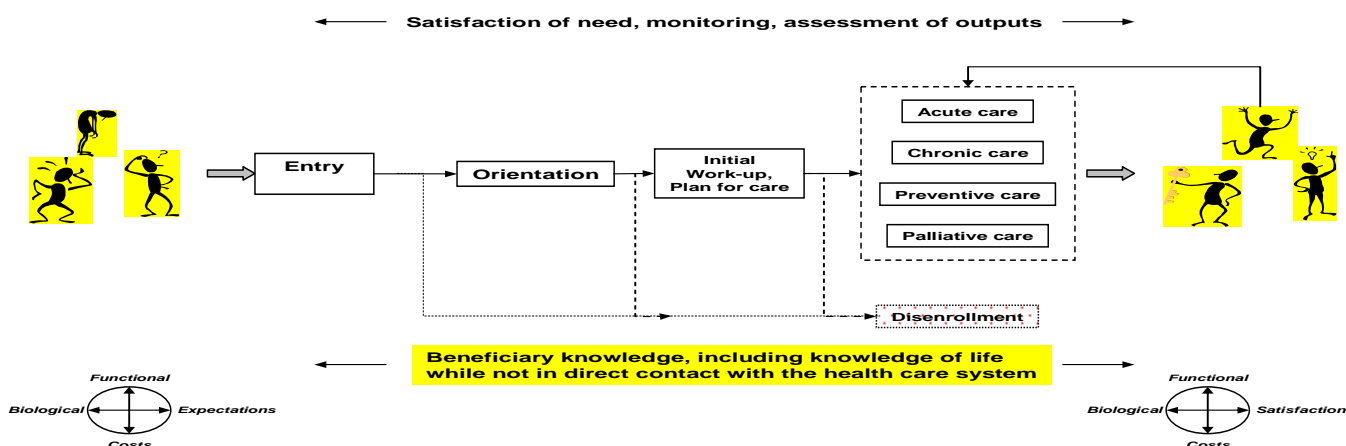 Satisfaction of need, monitoring, assessment of outputs
Acute care
Chronic care
Preventive care
Palliative care
Entry
Orientation
Initial
Work-up,
Plan for care
?
Disenrollment
Beneficiary knowledge, including knowledge of life
while not in direct contact with the health care system
Functional
Biological
Expectations
Costs
Functional
Biological
Satisfaction
Costs